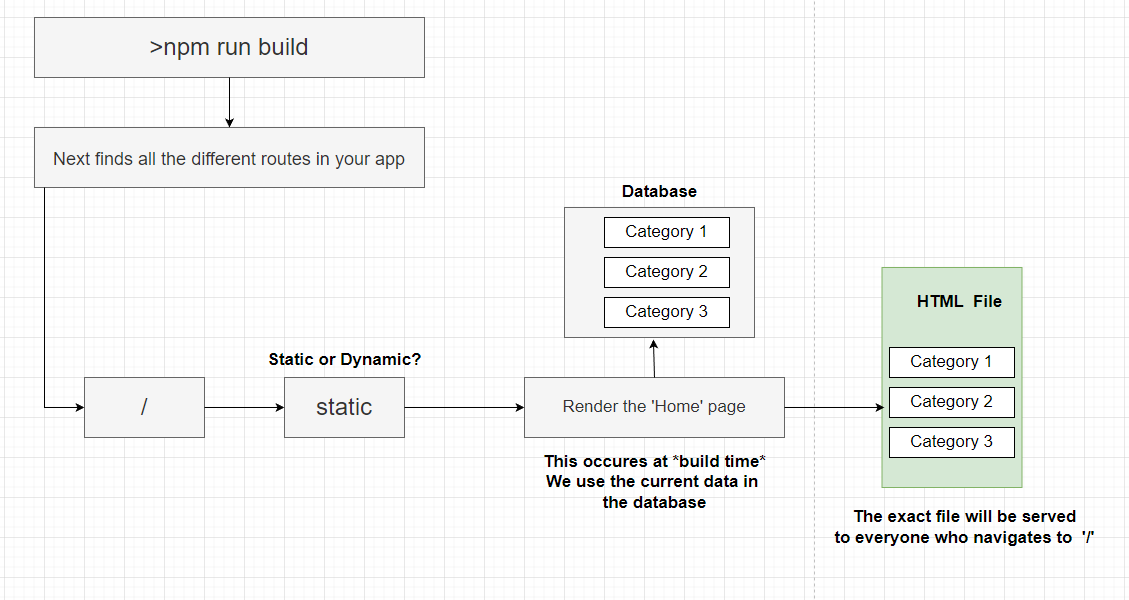 >npm run build
Next finds all the different routes in your app
Database
Category 1
Category 2
Category 3
HTML File
Category 1
Category 2
Category 3
Static or Dynamic?
/
static
Render the 'Home' page
This occures at *build time*
We use the current data in
the database
The exact file will be served
to everyone who navigates to '/'